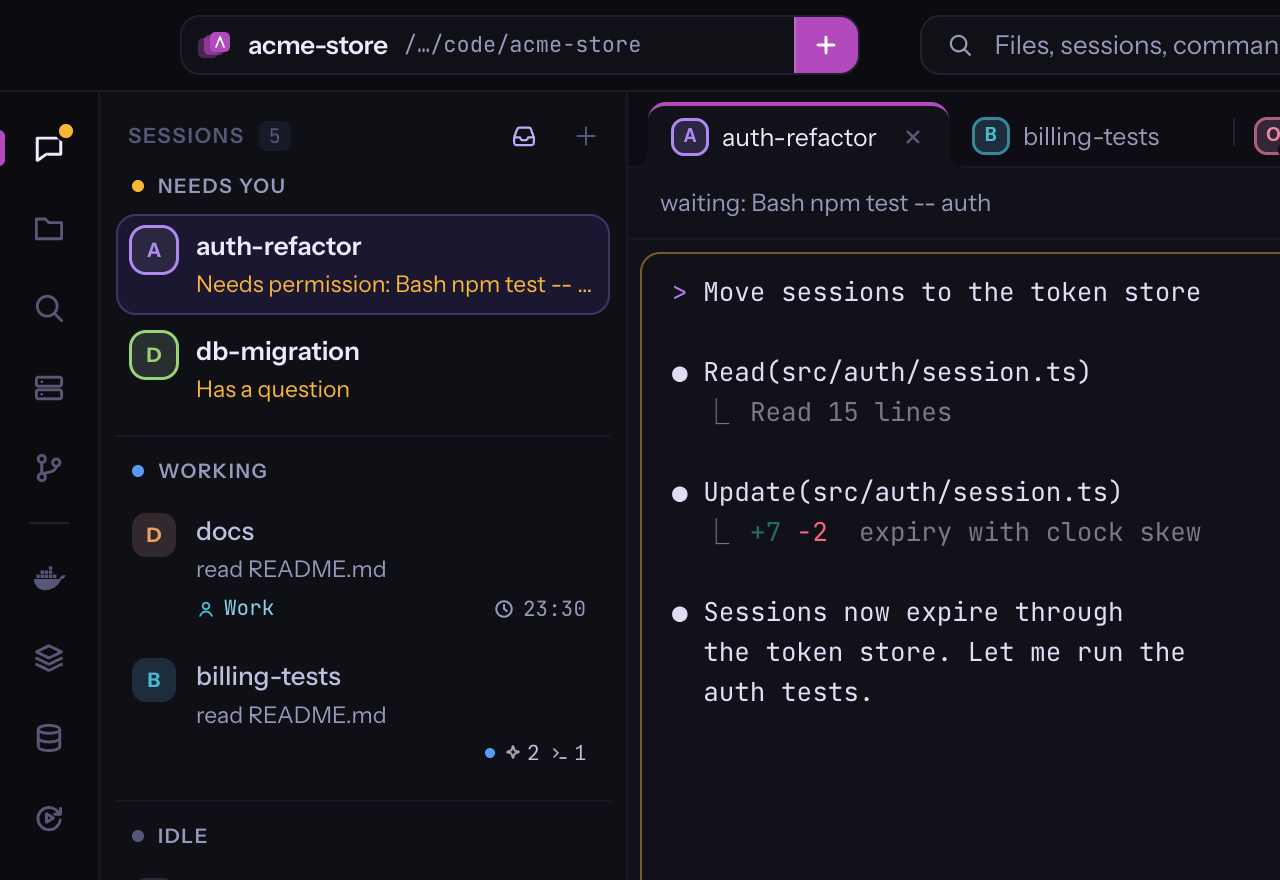 acme-store /…/code/acme-store +
Files, sessions, comman
SESSIONS 5
NEEDS YOU
A auth-refactor
Needs permission: Bash npm test -- …
D db-migration
Has a question
WORKING
D docs
read README.md
Work 23:30
B billing-tests
read README.md
2 1
IDLE
A auth-refactor ×
B billing-tests
waiting: Bash npm test -- auth
> Move sessions to the token store
● Read(src/auth/session.ts)
⎿ Read 15 lines
● Update(src/auth/session.ts)
⎿ +7 -2 expiry with clock skew
● Sessions now expire through
the token store. Let me run the
auth tests.